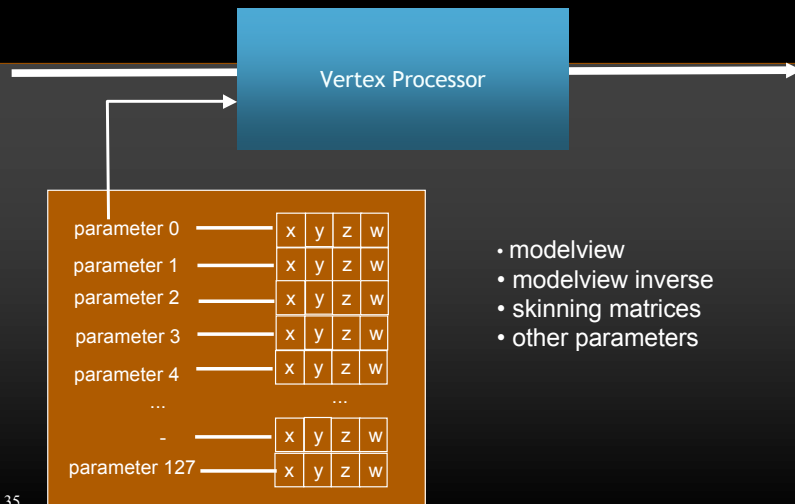 Vertex Processor
parameter 0 x y z w
parameter 1 x y z w
parameter 2 x y z w
parameter 3 x y z w
parameter 4 x y z w
... ...
- x y z w
parameter 127 x y z w
• modelview
• modelview inverse
• skinning matrices
• other parameters
35